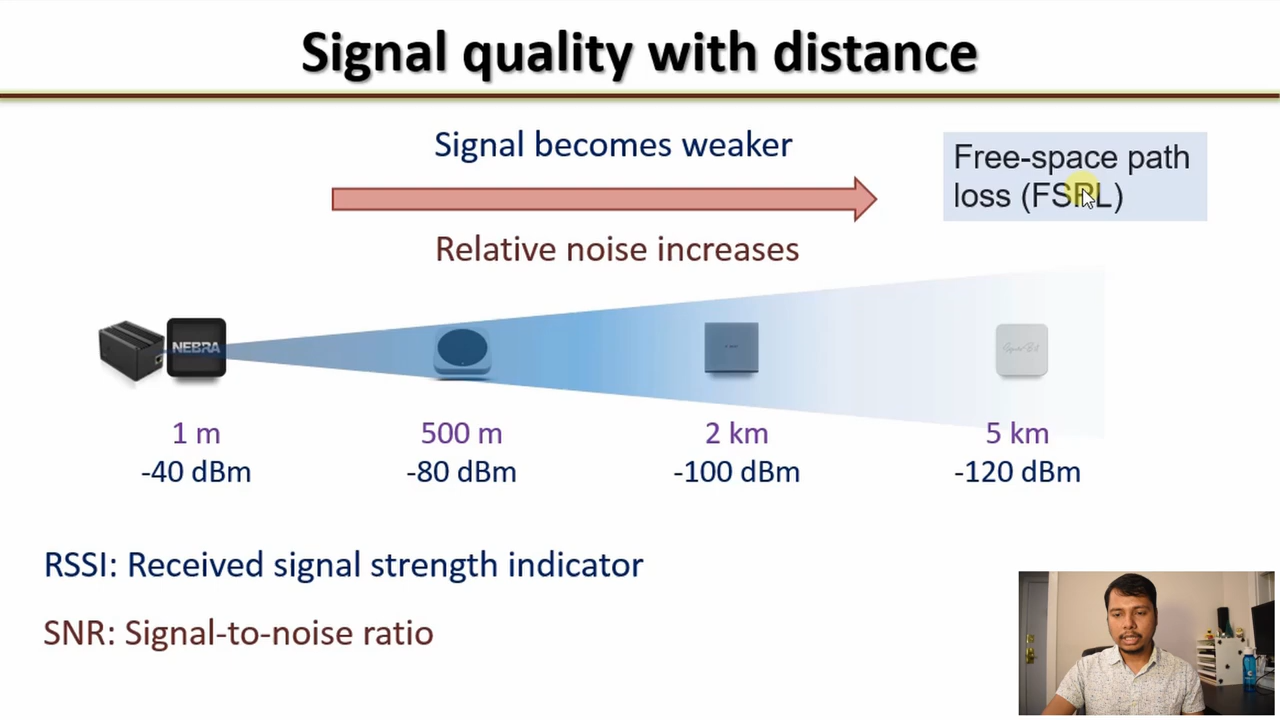 Signal quality with distance
Signal becomes weaker
Free-space path
loss (FSPL)
Relative noise increases
NEBRA
1 m
500 m
2 km
5 km
-40 dBm
-80 dBm
-100 dBm
-120 dBm
RSSI: Received signal strength indicator
SNR: Signal-to-noise ratio